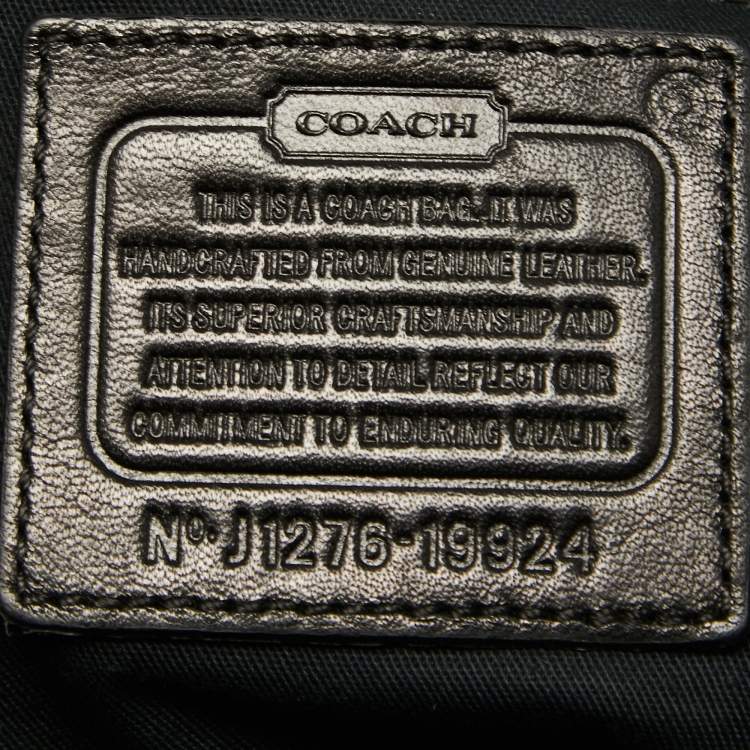 COACH
THIS IS A COACH BAG. IT WAS
HANDCRAFTED FROM GENUINE LEATHER.
ITS SUPERIOR CRAFTSMANSHIP AND
ATTENTION TO DETAIL REFLECT OUR
COMMITMENT TO ENDURING QUALITY.
No. J1276-19924